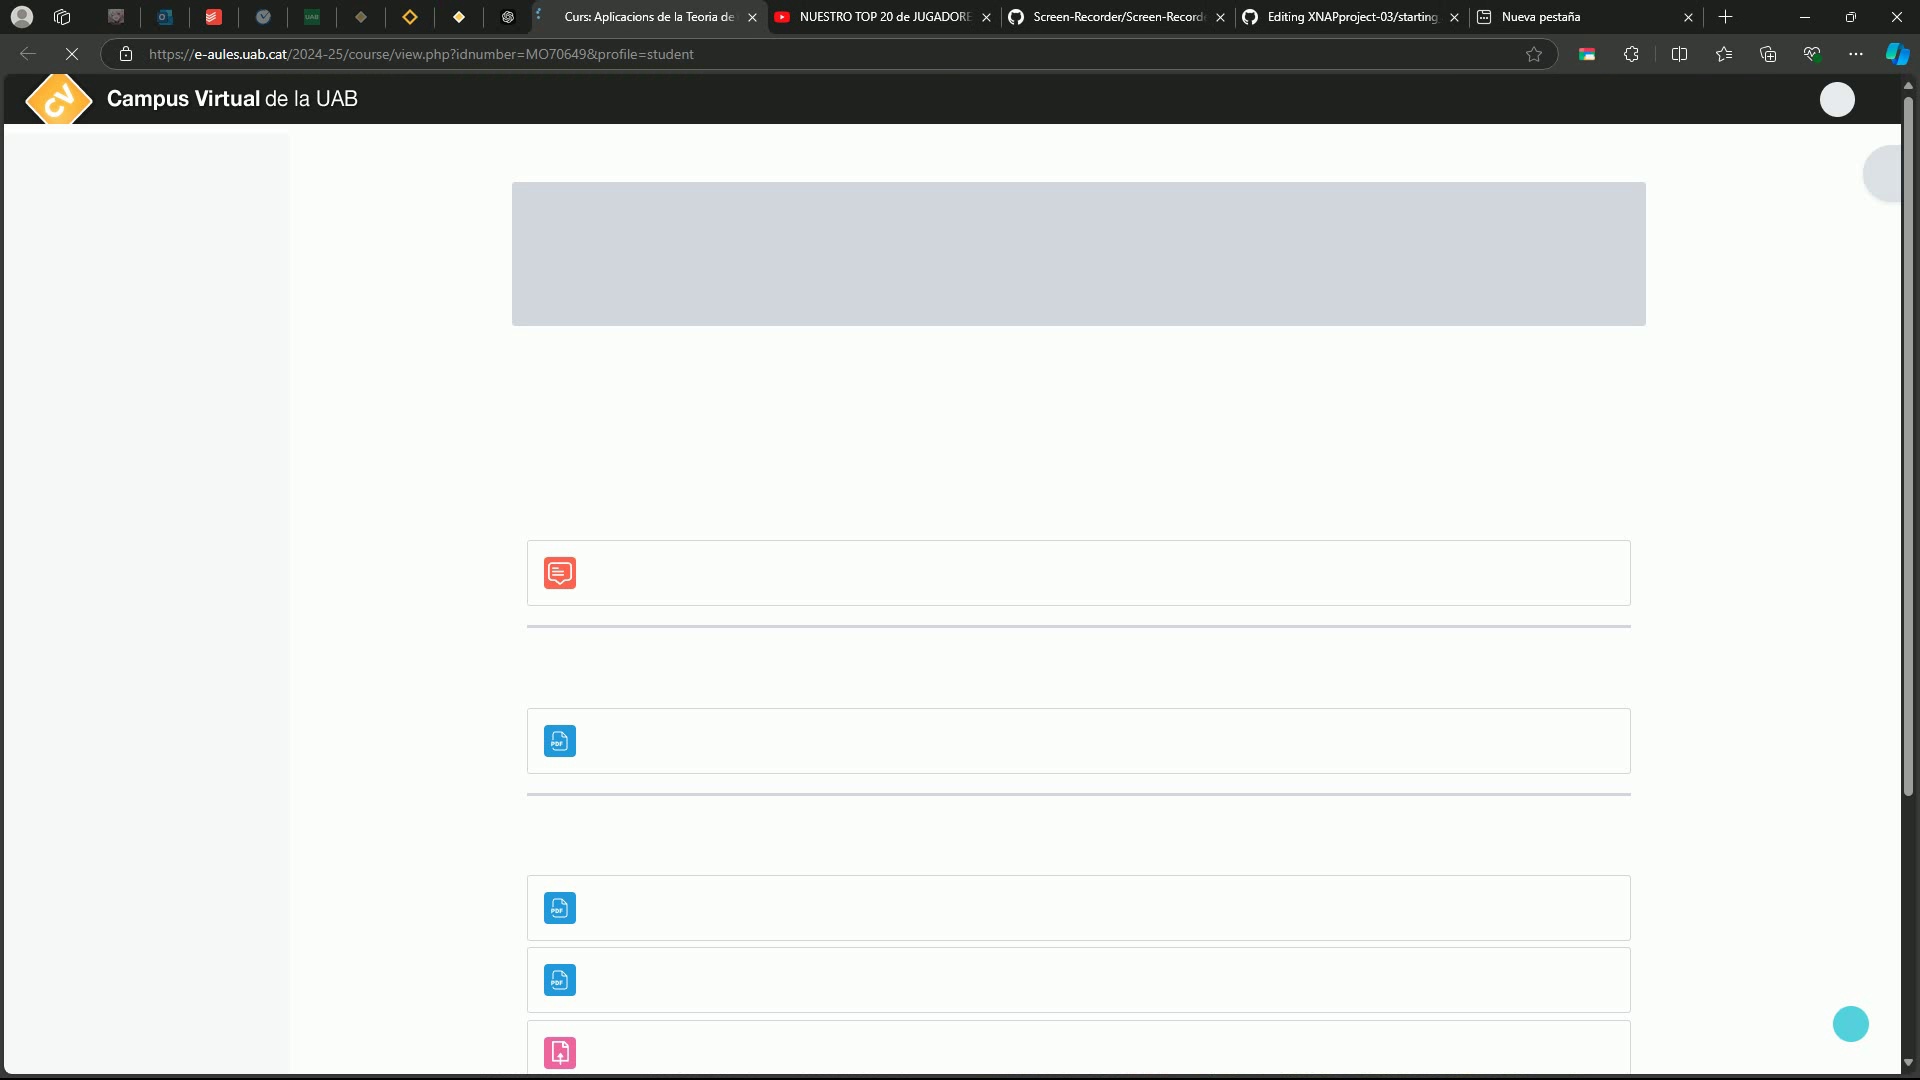 Curs: Aplicacions de la Teoria de
NUESTRO TOP 20 de JUGADORE
Screen-Recorder/Screen-Record
Editing XNAPproject-03/starting
Nueva pestaña
https://e-aules.uab.cat/2024-25/course/view.php?idnumber=MO70649&profile=student
CV
Campus Virtual de la UAB
PDF
PDF
PDF